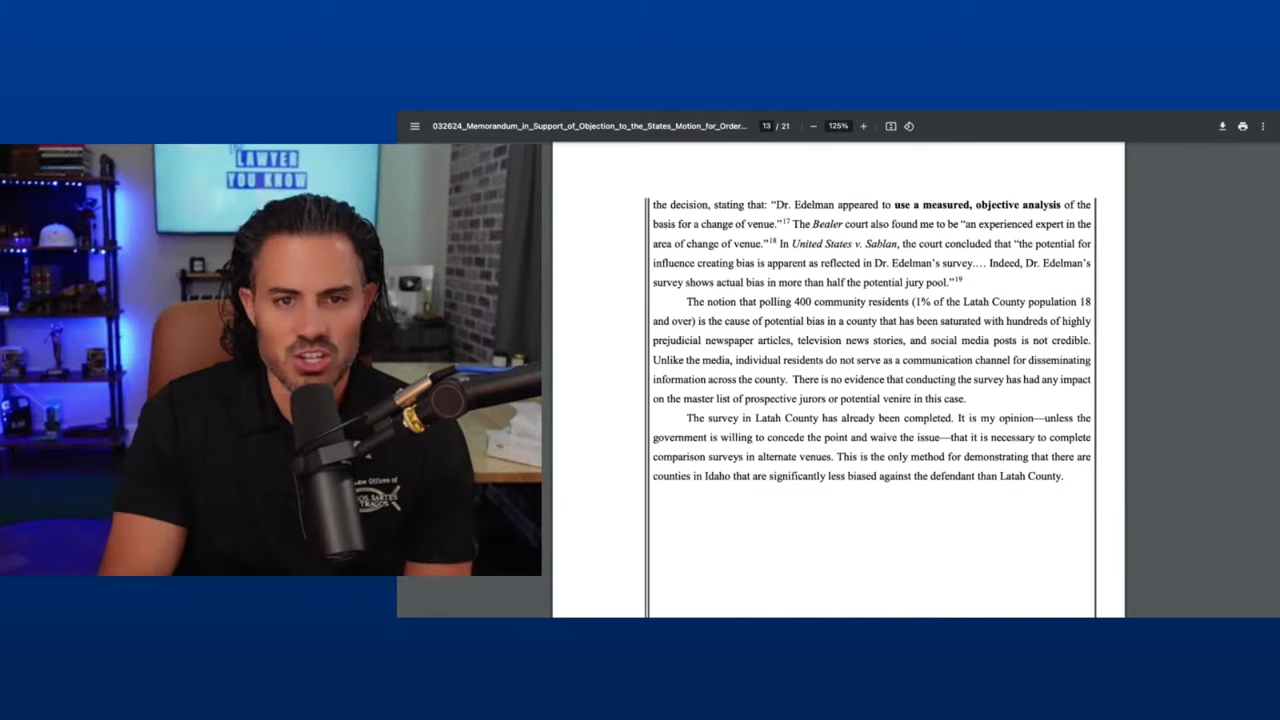 032624_Memorandum_in_Support_of_Objection_to_the_States_Motion_for_Order...
13 / 21
125%
LAWYER
YOU KNOW
Law Offices of
TRAGOS
the decision, stating that: “Dr. Edelman appeared to use a measured, objective analysis of the
basis for a change of venue.”17 The Bealer court also found me to be “an experienced expert in the
area of change of venue.”18 In United States v. Sablan, the court concluded that “the potential for
influence creating bias is apparent as reflected in Dr. Edelman’s survey.… Indeed, Dr. Edelman’s
survey shows actual bias in more than half the potential jury pool.”19
The notion that polling 400 community residents (1% of the Latah County population 18
and over) is the cause of potential bias in a county that has been saturated with hundreds of highly
prejudicial newspaper articles, television news stories, and social media posts is not credible.
Unlike the media, individual residents do not serve as a communication channel for disseminating
information across the county. There is no evidence that conducting the survey has had any impact
on the master list of prospective jurors or potential venire in this case.
The survey in Latah County has already been completed. It is my opinion—unless the
government is willing to concede the point and waive the issue—that it is necessary to complete
comparison surveys in alternate venues. This is the only method for demonstrating that there are
counties in Idaho that are significantly less biased against the defendant than Latah County.